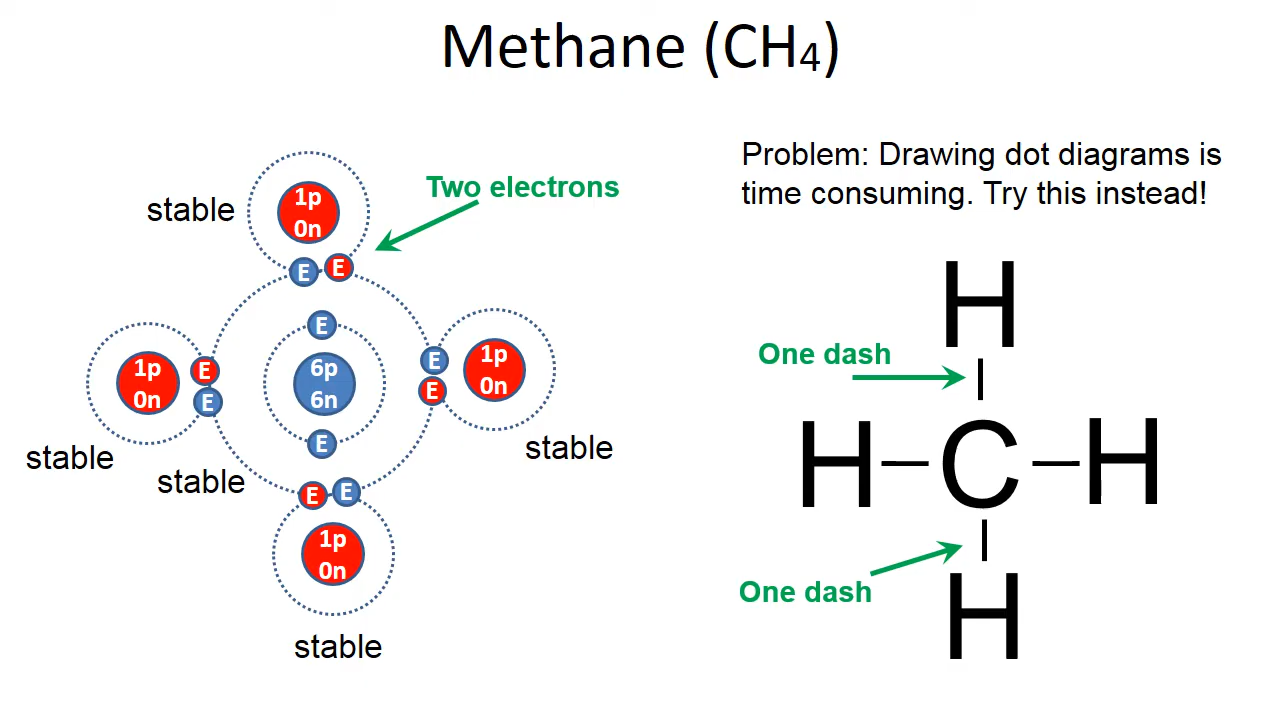 Methane (CH₄)
Problem: Drawing dot diagrams is
time consuming. Try this instead!
Two electrons
stable
1p
0n
E E
E
1p
0n
E
E
6p
6n
E
E
1p
0n
stable
stable
stable
E
E E
1p
0n
stable
H
One dash
H C H
One dash
H